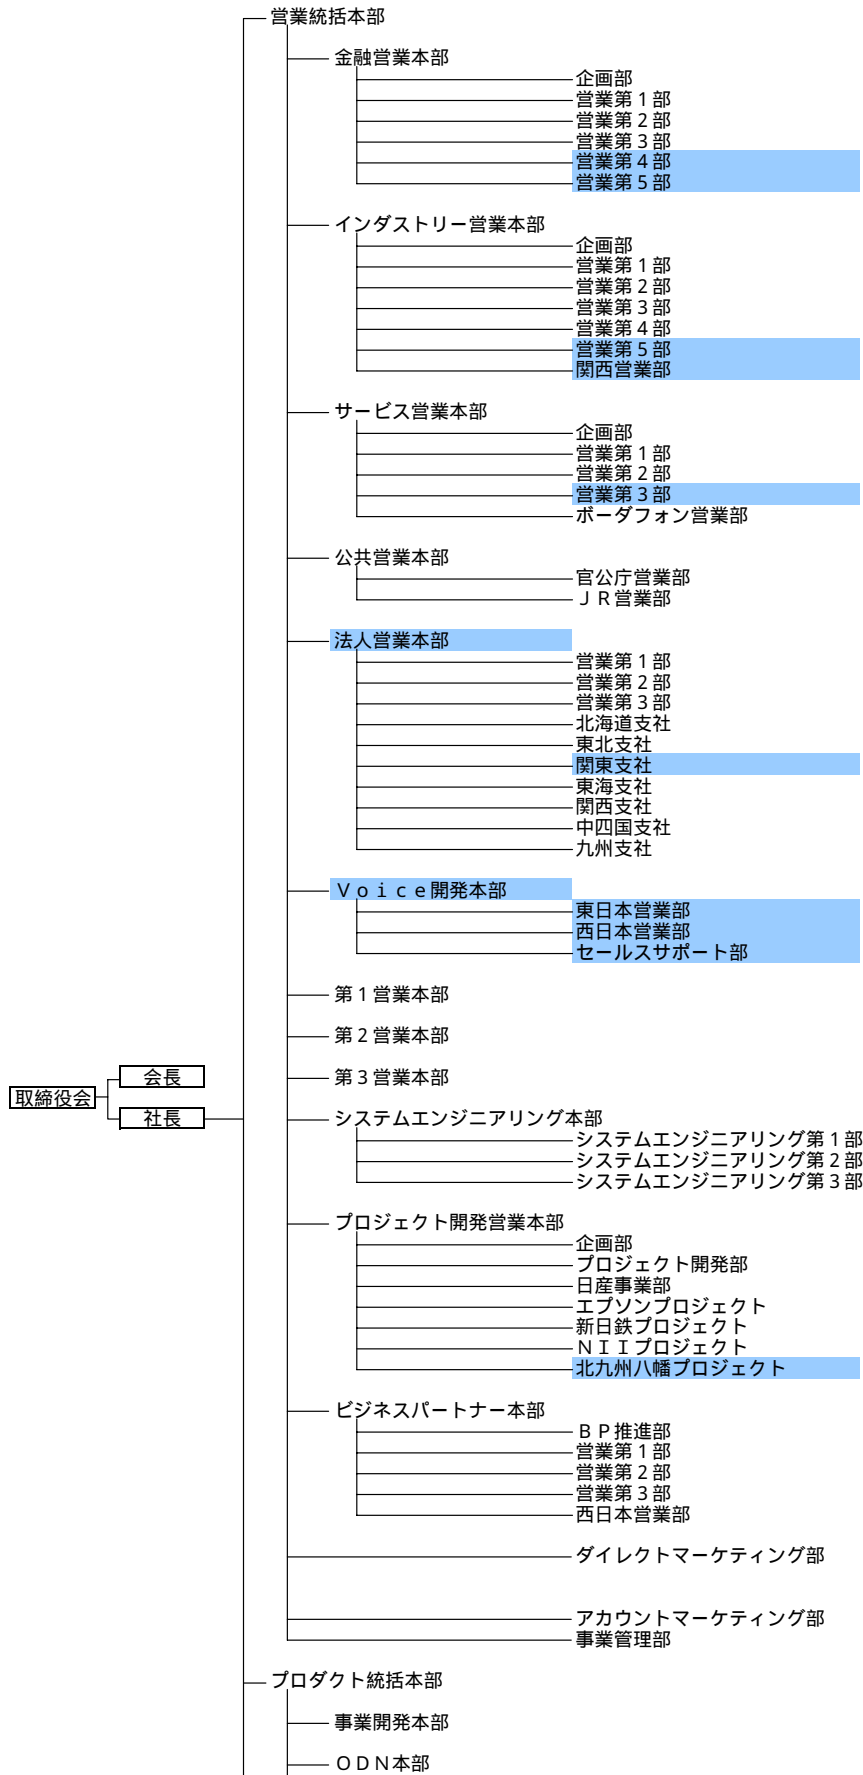 営業統括本部
金融営業本部
企画部
営業第１部
営業第２部
営業第３部
営業第４部
営業第５部
インダストリー営業本部
企画部
営業第１部
営業第２部
営業第３部
営業第４部
営業第５部
関西営業部
サービス営業本部
企画部
営業第１部
営業第２部
営業第３部
ボーダフォン営業部
公共営業本部
官公庁営業部
ＪＲ営業部
法人営業本部
営業第１部
営業第２部
営業第３部
北海道支社
東北支社
関東支社
東海支社
関西支社
中四国支社
九州支社
Ｖｏｉｃｅ開発本部
東日本営業部
西日本営業部
セールスサポート部
第１営業本部
第２営業本部
第３営業本部
会長
取締役会
社長
システムエンジニアリング本部
システムエンジニアリング第１部
システムエンジニアリング第２部
システムエンジニアリング第３部
プロジェクト開発営業本部
企画部
プロジェクト開発部
日産事業部
エプソンプロジェクト
新日鉄プロジェクト
ＮＩＩプロジェクト
北九州八幡プロジェクト
ビジネスパートナー本部
ＢＰ推進部
営業第１部
営業第２部
営業第３部
西日本営業部
ダイレクトマーケティング部
アカウントマーケティング部
事業管理部
プロダクト統括本部
事業開発本部
ＯＤＮ本部